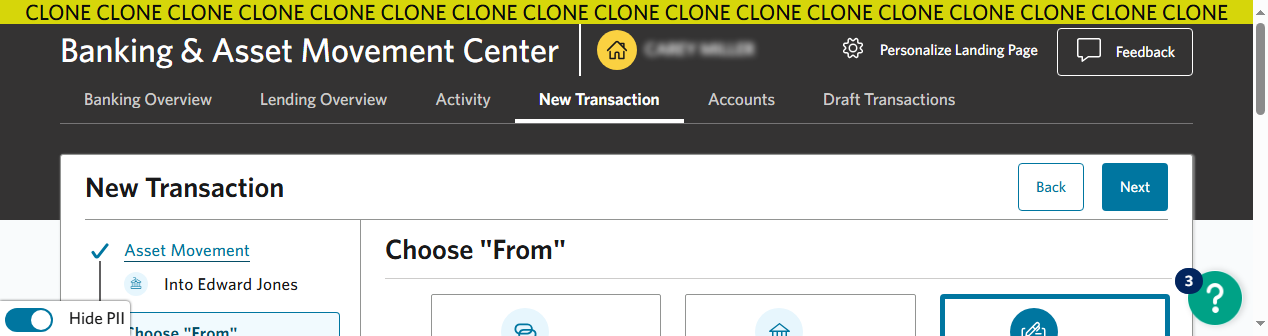 CLONE CLONE CLONE CLONE CLONE CLONE CLONE CLONE CLONE CLONE CLONE CLONE CLONE CLONE CLONE CLONE CLONE
Banking & Asset Movement Center
Personalize Landing Page
Feedback
Banking Overview
Lending Overview
Activity
New Transaction
Accounts
Draft Transactions
New Transaction
Back
Next
Asset Movement
Into Edward Jones
Choose "From"
Choose "From"
Hide PII
3
?